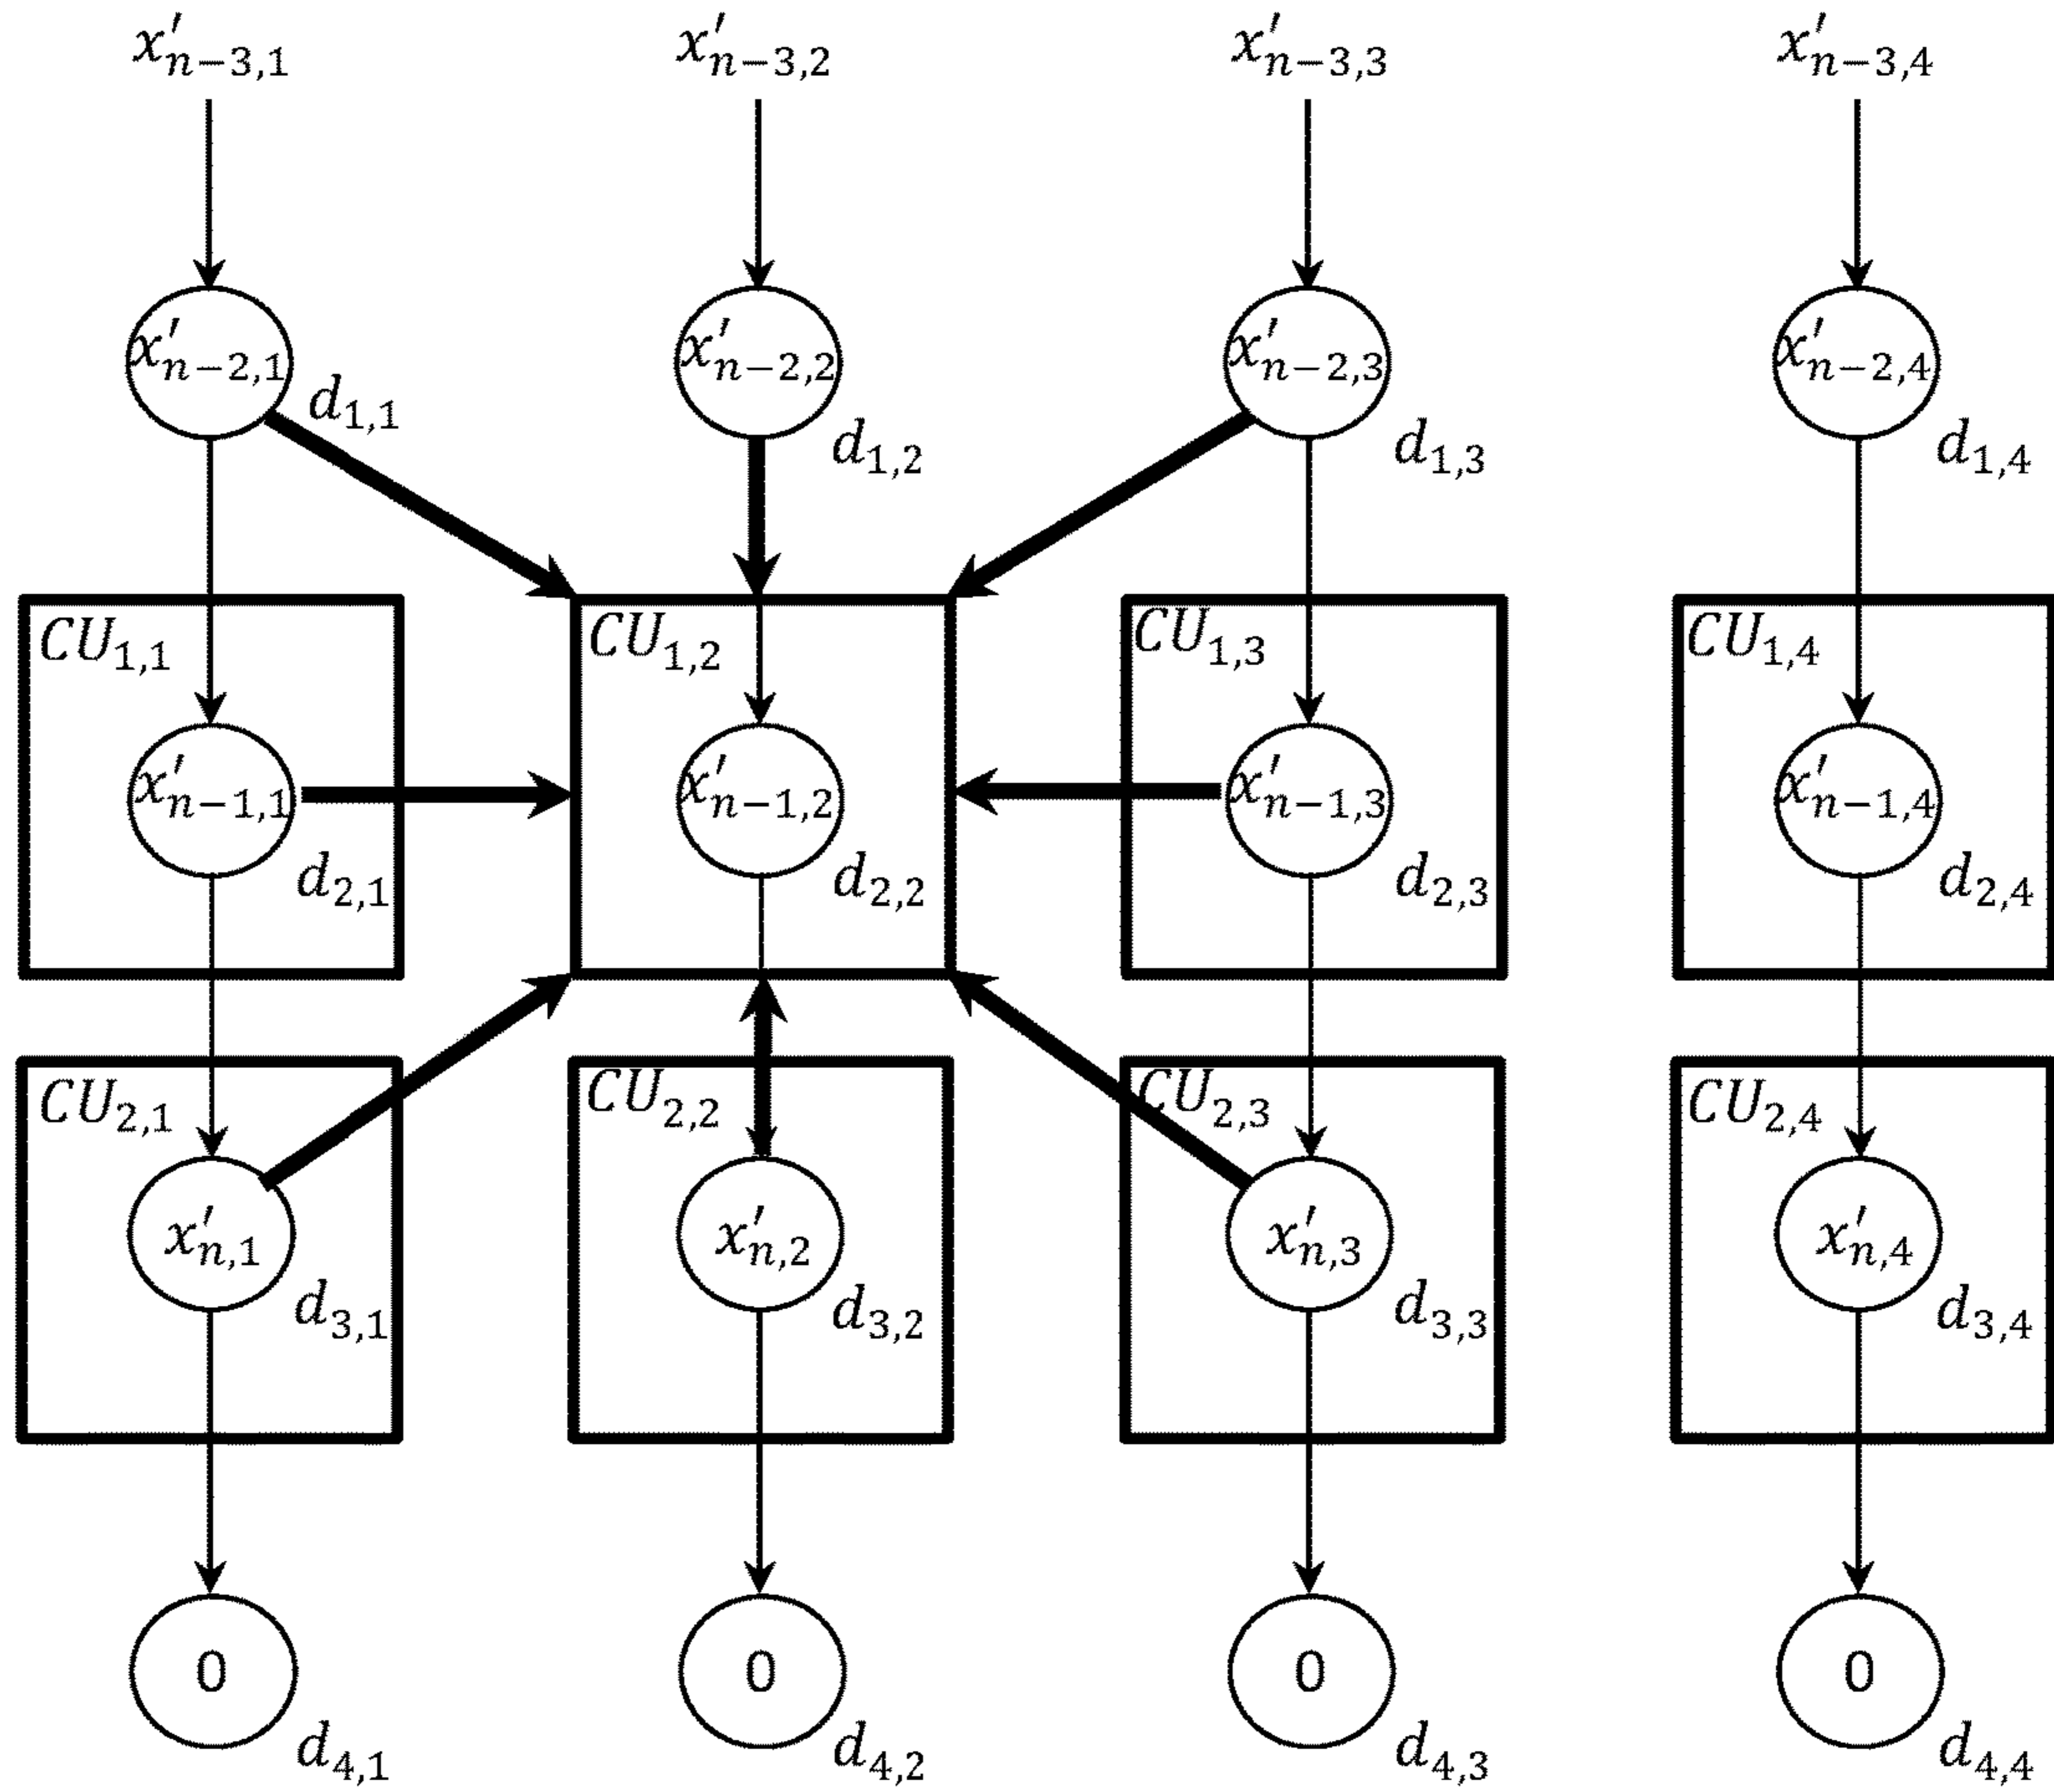 x′n−3,1 x′n−3,2 x′n−3,3 x′n−3,4
x′n−2,1 x′n−2,2 x′n−2,3 x′n−2,4
d1,1 d1,2 d1,3 d1,4
CU1,1 CU1,2 CU1,3 CU1,4
x′n−1,1 x′n−1,2 x′n−1,3 x′n−1,4
d2,1 d2,2 d2,3 d2,4
CU2,1 CU2,2 CU2,3 CU2,4
x′n,1 x′n,2 x′n,3 x′n,4
d3,1 d3,2 d3,3 d3,4
0 0 0 0
d4,1 d4,2 d4,3 d4,4